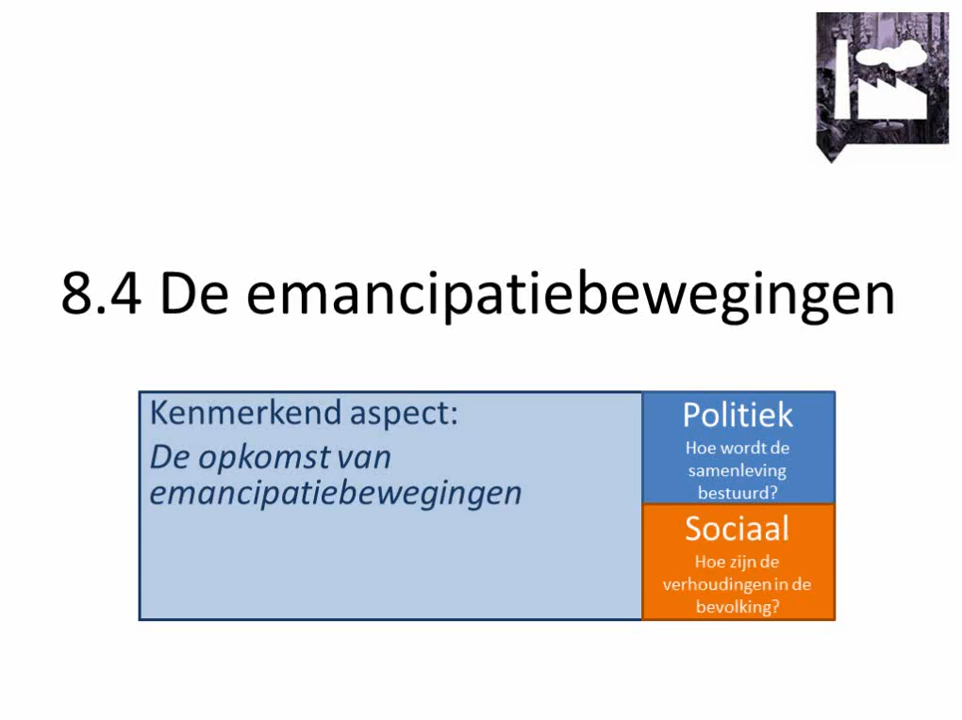 8.4 De emancipatiebewegingen
Kenmerkend aspect:
De opkomst van
emancipatiebewegingen
Politiek
Hoe wordt de
samenleving
bestuurd?
Sociaal
Hoe zijn de
verhoudingen in de
bevolking?